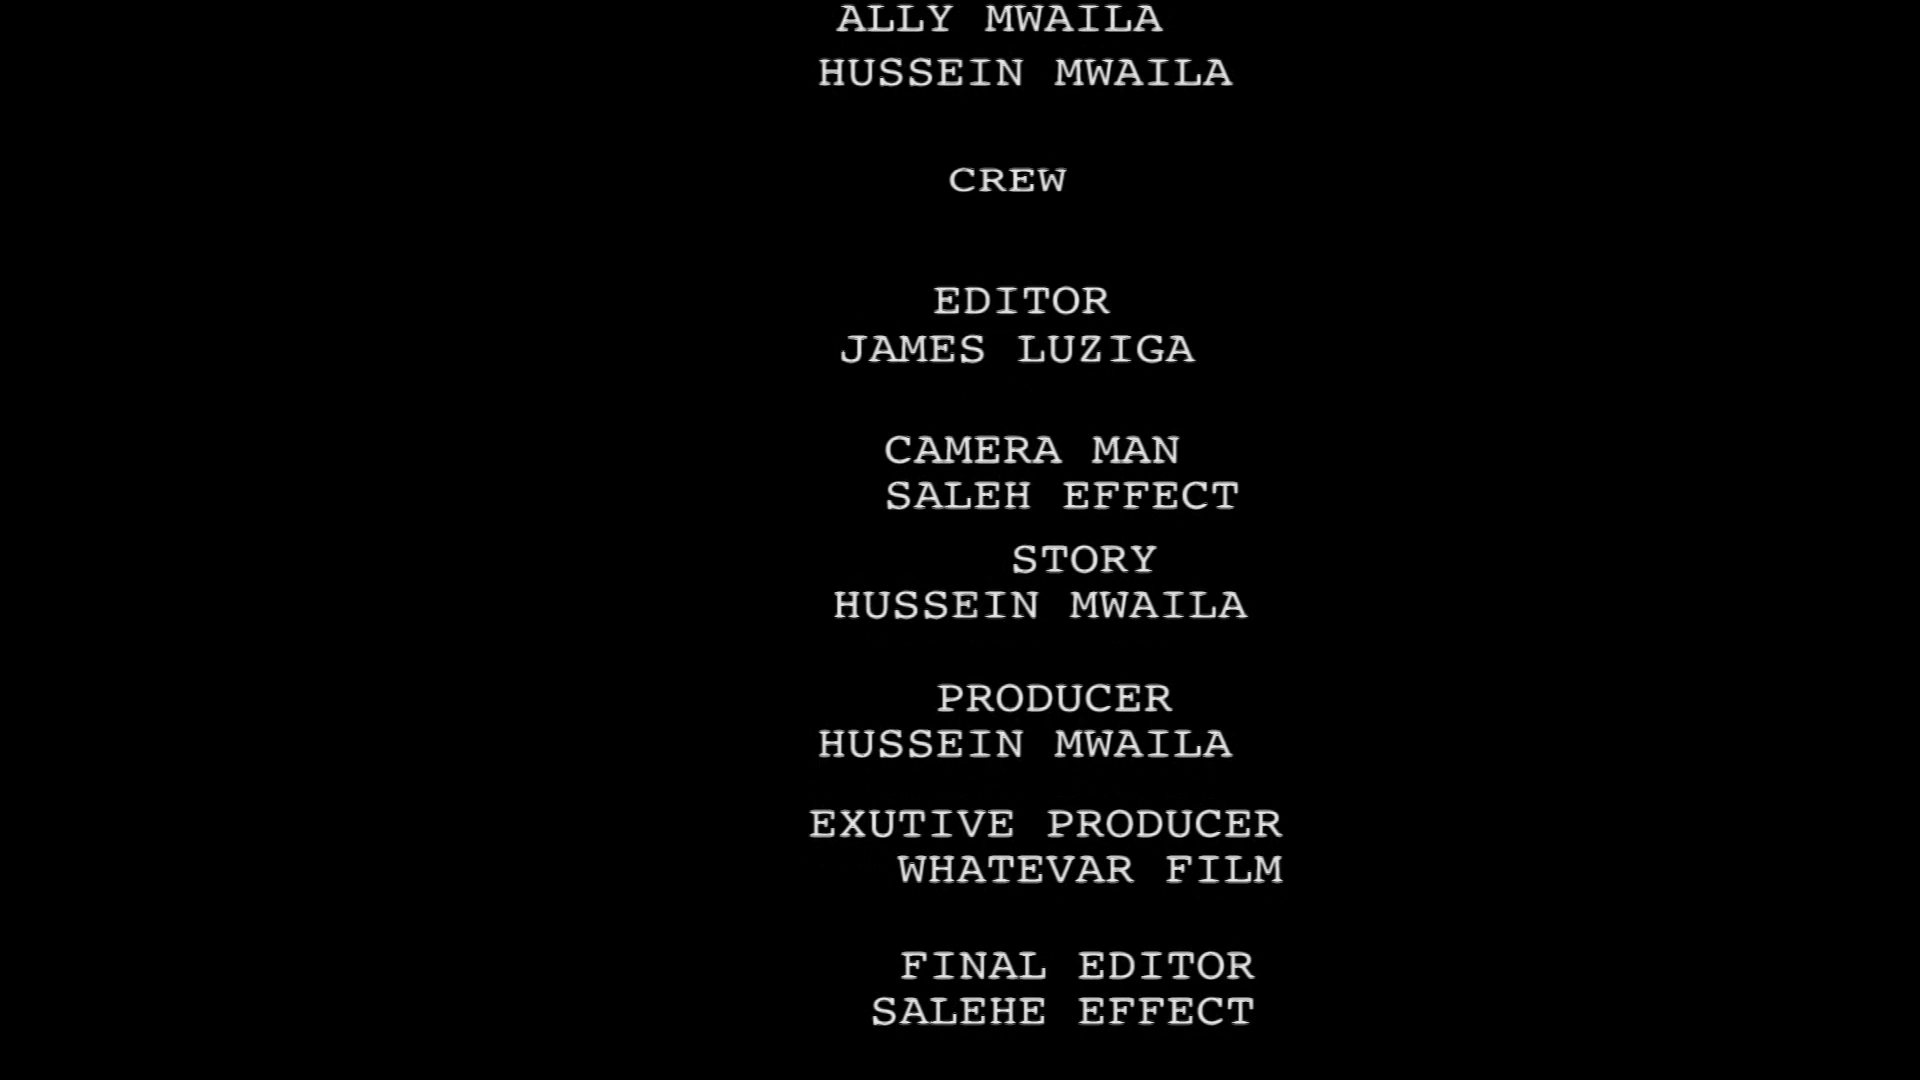 ALLY MWAILA
HUSSEIN MWAILA
CREW
EDITOR
JAMES LUZIGA
CAMERA MAN
SALEH EFFECT
STORY
HUSSEIN MWAILA
PRODUCER
HUSSEIN MWAILA
EXUTIVE PRODUCER
WHATEVAR FILM
FINAL EDITOR
SALEHE EFFECT